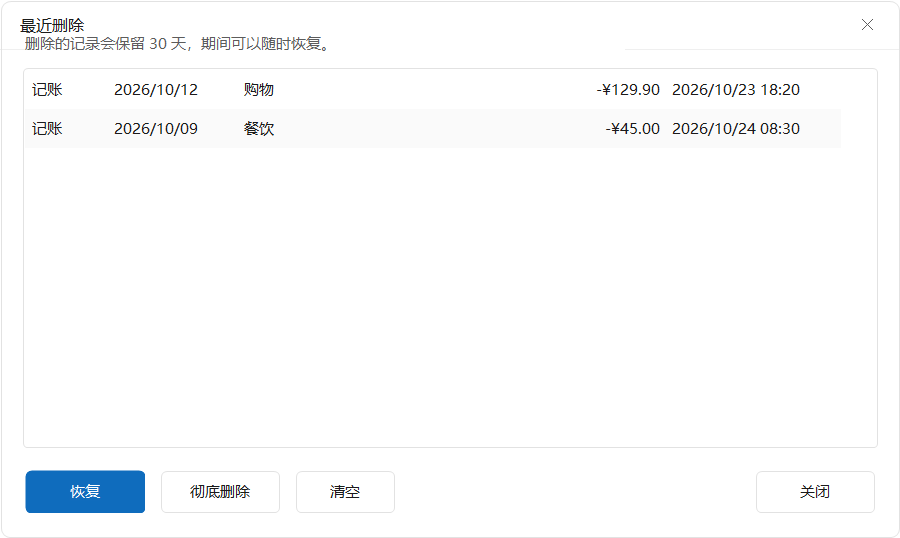 最近删除
删除的记录会保留 30 天，期间可以随时恢复。
记账 2026/10/12 购物 -¥129.90 2026/10/23 18:20
记账 2026/10/09 餐饮 -¥45.00 2026/10/24 08:30
恢复 彻底删除 清空 关闭